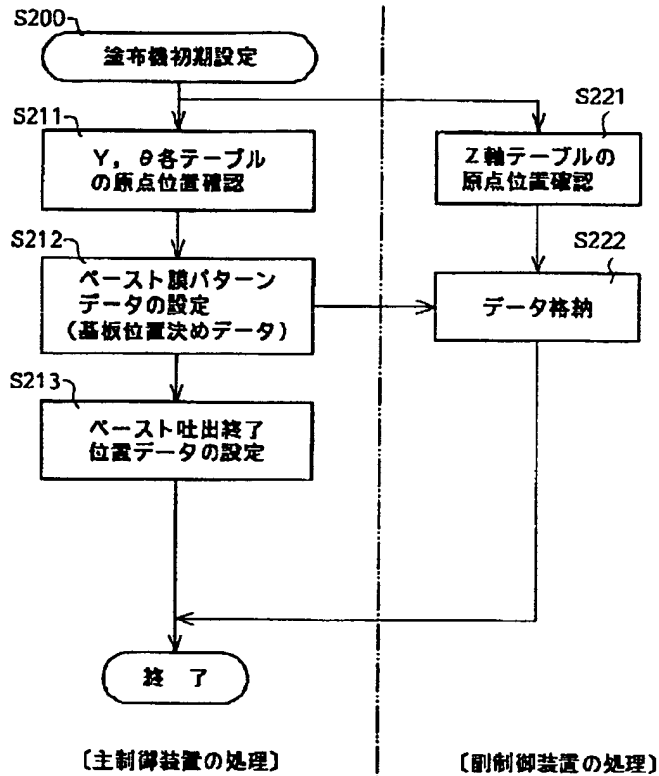 S200
塗布機初期設定
S211
Y，θ各テーブル
の原点位置確認
S221
Z軸テーブルの
原点位置確認
S212
ペースト膜パターン
データの設定
（基板位置決めデータ）
S222
データ格納
S213
ペースト吐出終了
位置データの設定
終 了
〔主制御装置の処理〕
〔副制御装置の処理〕